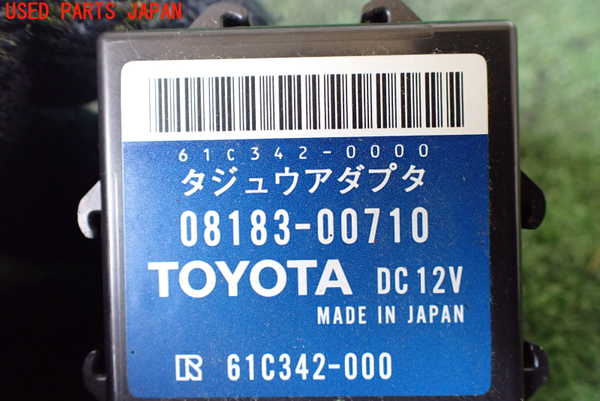 USED PARTS JAPAN
61C342-0000
タジュウアダプタ
08183-00710
TOYOTA DC12V
MADE IN JAPAN
61C342-000